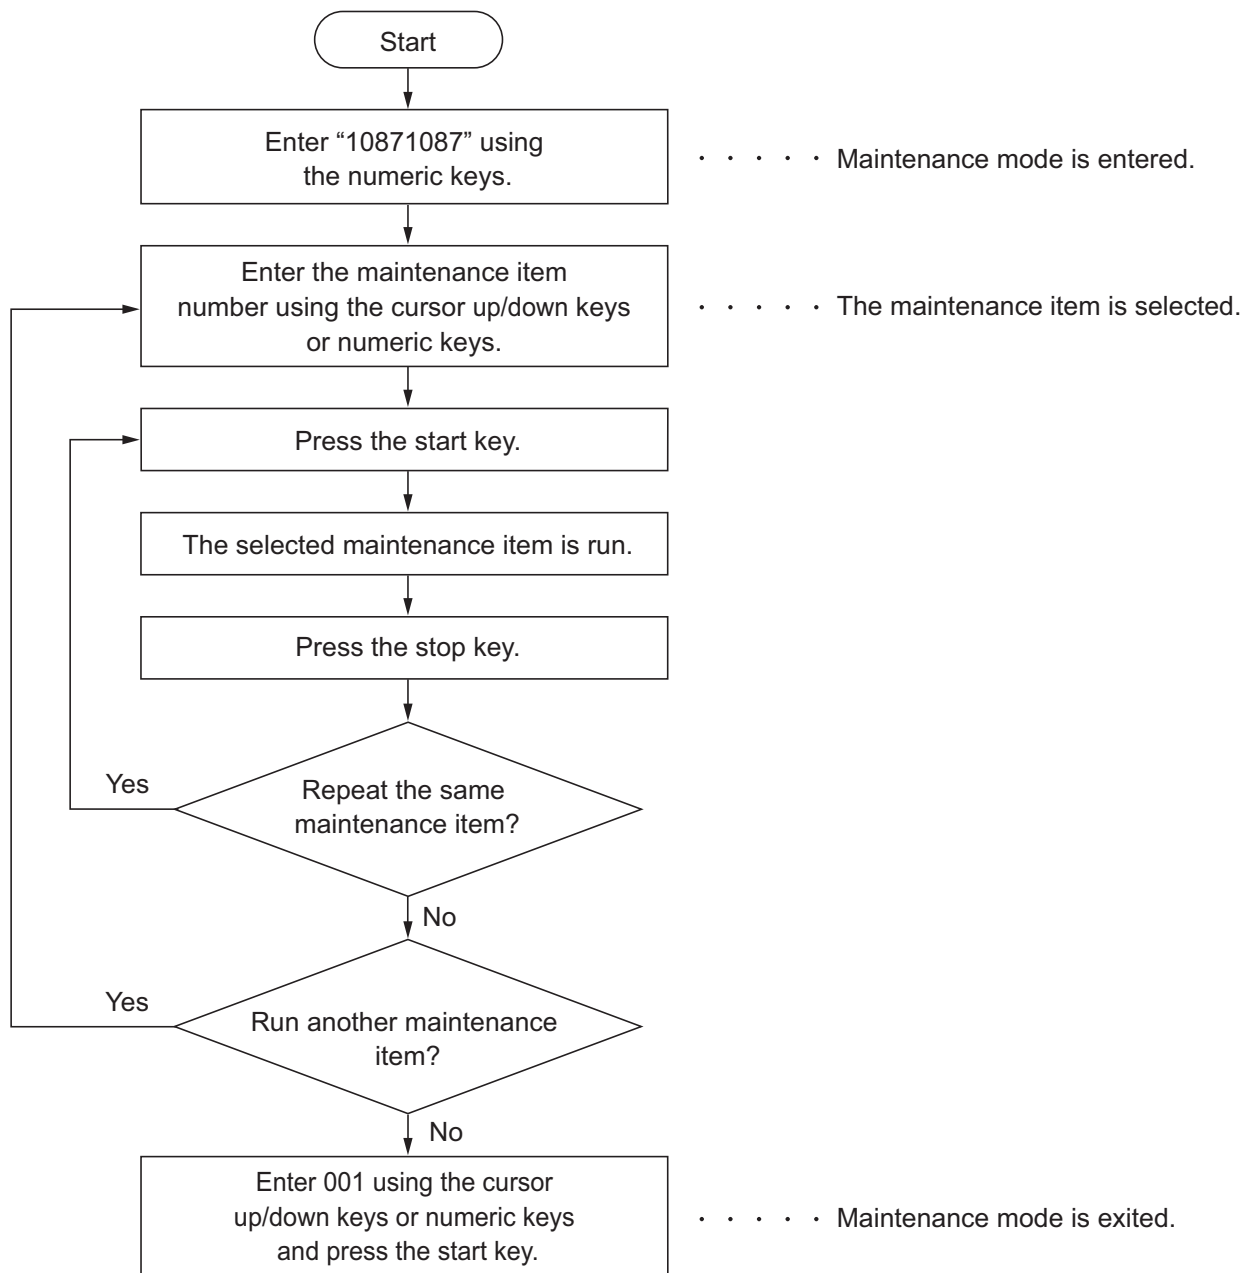 Start
Enter “10871087” using
the numeric keys.
· · · · · Maintenance mode is entered.
Enter the maintenance item
number using the cursor up/down keys
or numeric keys.
· · · · · The maintenance item is selected.
Press the start key.
The selected maintenance item is run.
Press the stop key.
Yes
Repeat the same
maintenance item?
No
Yes
Run another maintenance
item?
No
Enter 001 using the cursor
up/down keys or numeric keys
and press the start key.
· · · · · Maintenance mode is exited.